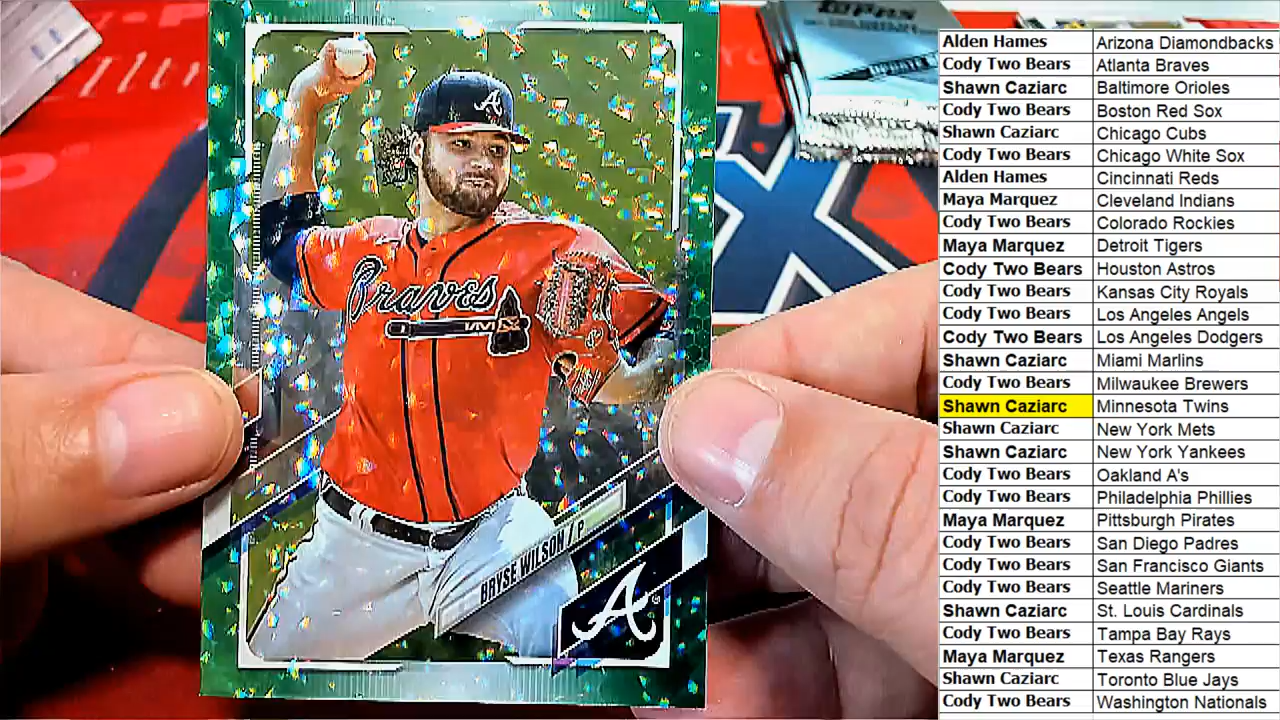 topps
Braves
BRYSE WILSON / P
A
A
Alden Hames Arizona Diamondbacks
Cody Two Bears Atlanta Braves
Shawn Caziarc Baltimore Orioles
Cody Two Bears Boston Red Sox
Shawn Caziarc Chicago Cubs
Cody Two Bears Chicago White Sox
Alden Hames Cincinnati Reds
Maya Marquez Cleveland Indians
Cody Two Bears Colorado Rockies
Maya Marquez Detroit Tigers
Cody Two Bears Houston Astros
Cody Two Bears Kansas City Royals
Cody Two Bears Los Angeles Angels
Cody Two Bears Los Angeles Dodgers
Shawn Caziarc Miami Marlins
Cody Two Bears Milwaukee Brewers
Shawn Caziarc Minnesota Twins
Shawn Caziarc New York Mets
Shawn Caziarc New York Yankees
Cody Two Bears Oakland A's
Cody Two Bears Philadelphia Phillies
Maya Marquez Pittsburgh Pirates
Cody Two Bears San Diego Padres
Cody Two Bears San Francisco Giants
Cody Two Bears Seattle Mariners
Shawn Caziarc St. Louis Cardinals
Cody Two Bears Tampa Bay Rays
Maya Marquez Texas Rangers
Shawn Caziarc Toronto Blue Jays
Cody Two Bears Washington Nationals